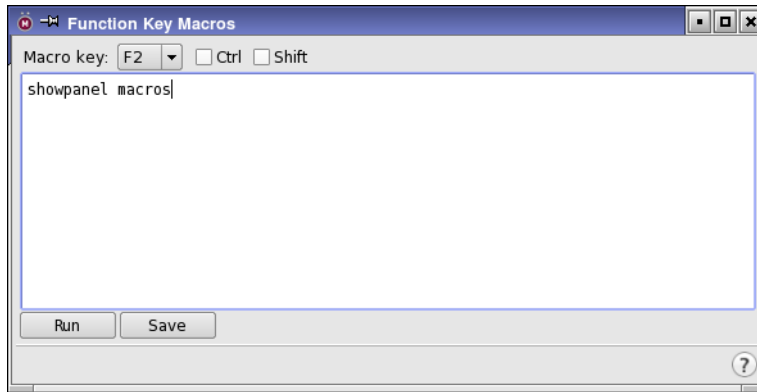 Function Key Macros
Macro key: F2 Ctrl Shift
showpanel macros
Run Save
?